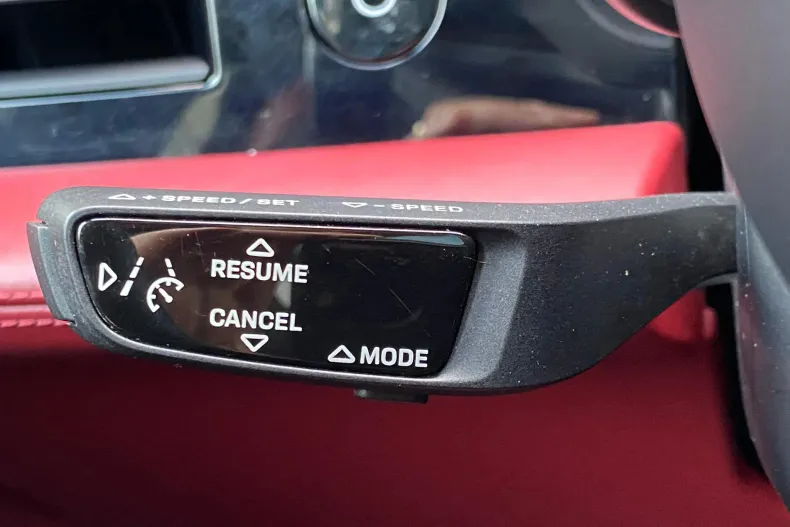 + SPEED / SET
- SPEED
RESUME
CANCEL
MODE